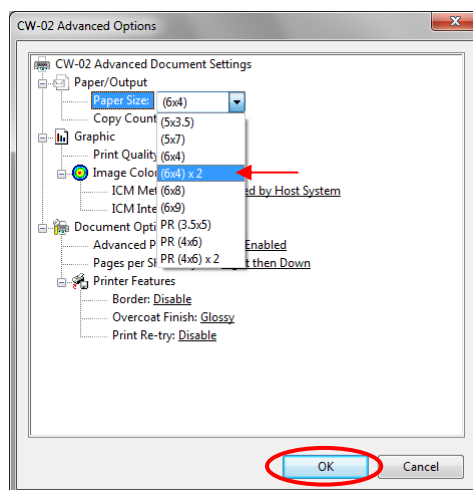 CW-02 Advanced Options
CW-02 Advanced Document Settings
Paper/Output
Paper Size: (6x4)
Copy Count
(5x3.5)
(5x7)
Graphic
Print Quality
(6x4)
Image Color
(6x4) x 2
ICM Met
(6x8)
ed by Host System
ICM Inte
(6x9)
Document Opti
PR (3.5x5)
Advanced P
PR (4x6)
Enabled
Pages per Sh
PR (4x6) x 2
t then Down
Printer Features
Border: Disable
Overcoat Finish: Glossy
Print Re-try: Disable
OK
Cancel